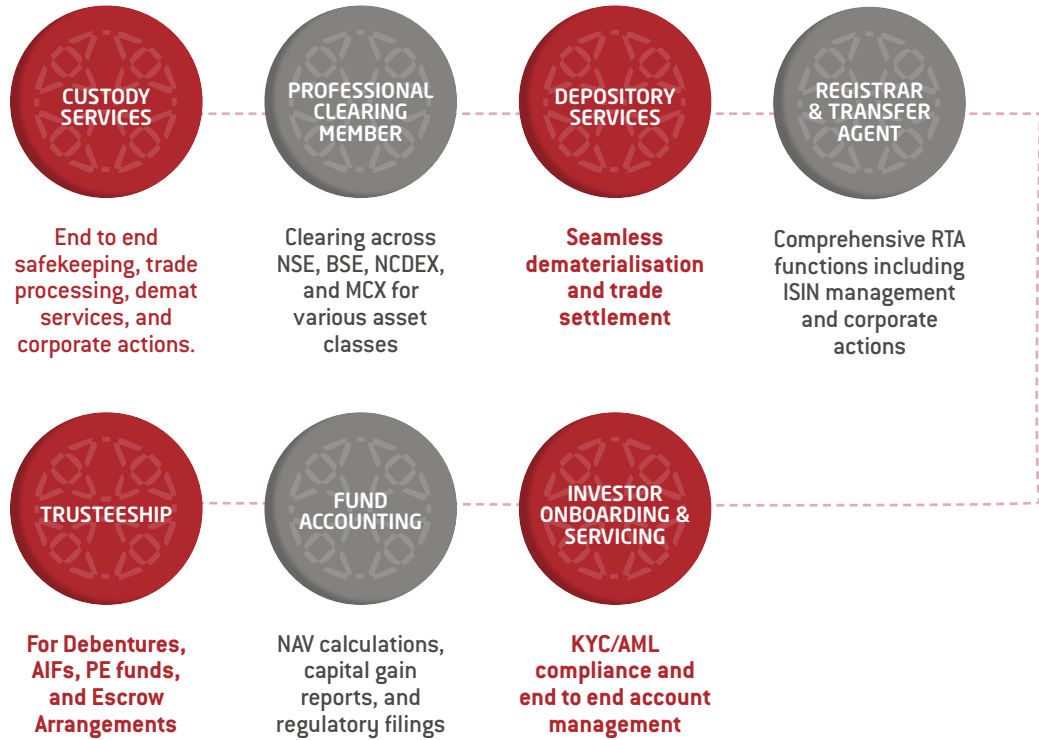 CUSTODY
SERVICES
End to end
safekeeping, trade
processing, demat
services, and
corporate actions.
PROFESSIONAL
CLEARING
MEMBER
Clearing across
NSE, BSE, NCDEX,
and MCX for
various asset
classes
DEPOSITORY
SERVICES
Seamless
dematerialisation
and trade
settlement
REGISTRAR
& TRANSFER
AGENT
Comprehensive RTA
functions including
ISIN management
and corporate
actions
TRUSTEESHIP
For Debentures,
AIFs, PE funds,
and Escrow
Arrangements
FUND
ACCOUNTING
NAV calculations,
capital gain
reports, and
regulatory filings
INVESTOR
ONBOARDING &
SERVICING
KYC/AML
compliance and
end to end account
management